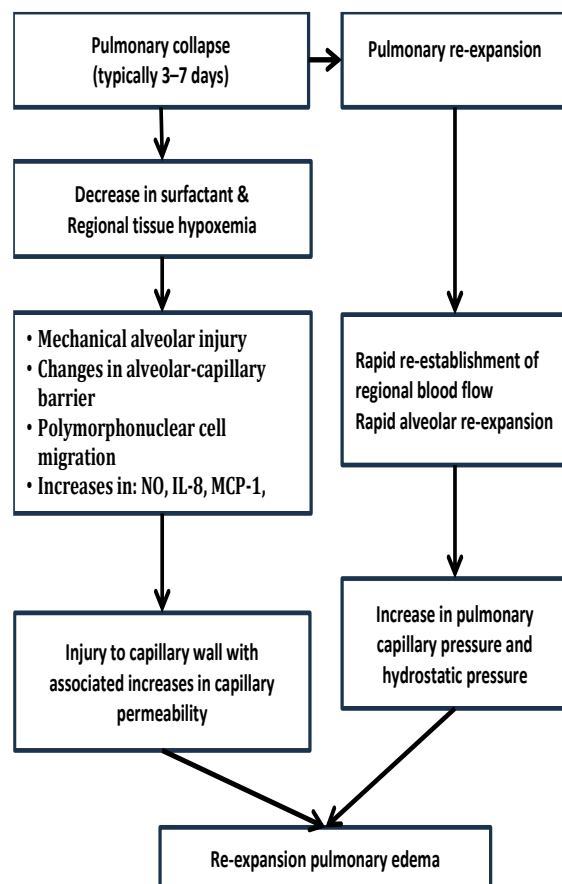 Pulmonary collapse
(typically 3–7 days)
Pulmonary re-expansion
Decrease in surfactant &
Regional tissue hypoxemia
• Mechanical alveolar injury
• Changes in alveolar-capillary
barrier
• Polymorphonuclear cell
migration
• Increases in: NO, IL-8, MCP-1,
Rapid re-establishment of
regional blood flow
Rapid alveolar re-expansion
Injury to capillary wall with
associated increases in capillary
permeability
Increase in pulmonary
capillary pressure and
hydrostatic pressure
Re-expansion pulmonary edema